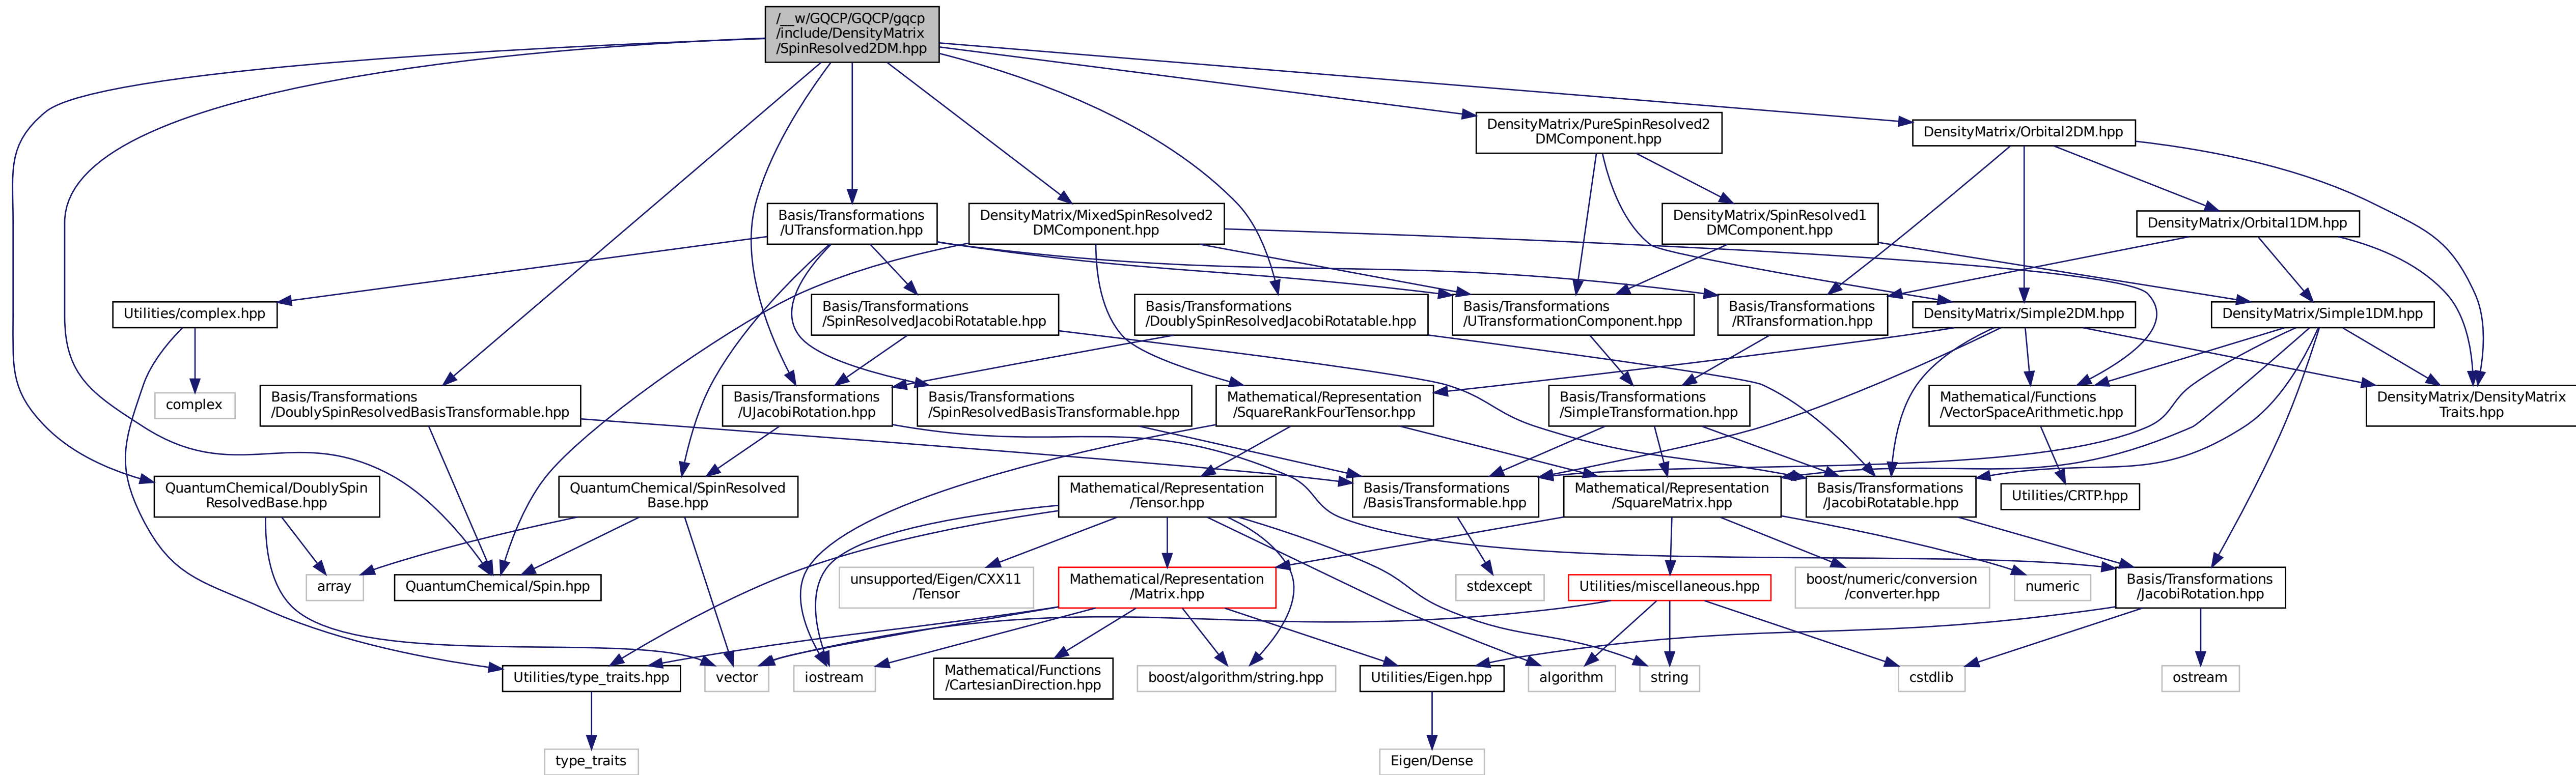 /__w/GQCP/GQCP/gqcp
/include/DensityMatrix
/SpinResolved2DM.hpp
DensityMatrix/PureSpinResolved2
DMComponent.hpp
DensityMatrix/Orbital2DM.hpp
Basis/Transformations
/UTransformation.hpp
DensityMatrix/MixedSpinResolved2
DMComponent.hpp
DensityMatrix/SpinResolved1
DMComponent.hpp
DensityMatrix/Orbital1DM.hpp
Utilities/complex.hpp
Basis/Transformations
/SpinResolvedJacobiRotatable.hpp
Basis/Transformations
/DoublySpinResolvedJacobiRotatable.hpp
Basis/Transformations
/UTransformationComponent.hpp
Basis/Transformations
/RTransformation.hpp
DensityMatrix/Simple2DM.hpp
DensityMatrix/Simple1DM.hpp
complex
Basis/Transformations
/DoublySpinResolvedBasisTransformable.hpp
Basis/Transformations
/UJacobiRotation.hpp
Basis/Transformations
/SpinResolvedBasisTransformable.hpp
Mathematical/Representation
/SquareRankFourTensor.hpp
Basis/Transformations
/SimpleTransformation.hpp
Mathematical/Functions
/VectorSpaceArithmetic.hpp
DensityMatrix/DensityMatrix
Traits.hpp
QuantumChemical/DoublySpin
ResolvedBase.hpp
QuantumChemical/SpinResolved
Base.hpp
Mathematical/Representation
/Tensor.hpp
Basis/Transformations
/BasisTransformable.hpp
Mathematical/Representation
/SquareMatrix.hpp
Basis/Transformations
/JacobiRotatable.hpp
Utilities/CRTP.hpp
array
QuantumChemical/Spin.hpp
unsupported/Eigen/CXX11
/Tensor
Mathematical/Representation
/Matrix.hpp
stdexcept
Utilities/miscellaneous.hpp
boost/numeric/conversion
/converter.hpp
numeric
Basis/Transformations
/JacobiRotation.hpp
Utilities/type_traits.hpp
vector
iostream
Mathematical/Functions
/CartesianDirection.hpp
boost/algorithm/string.hpp
Utilities/Eigen.hpp
algorithm
string
cstdlib
ostream
type_traits
Eigen/Dense